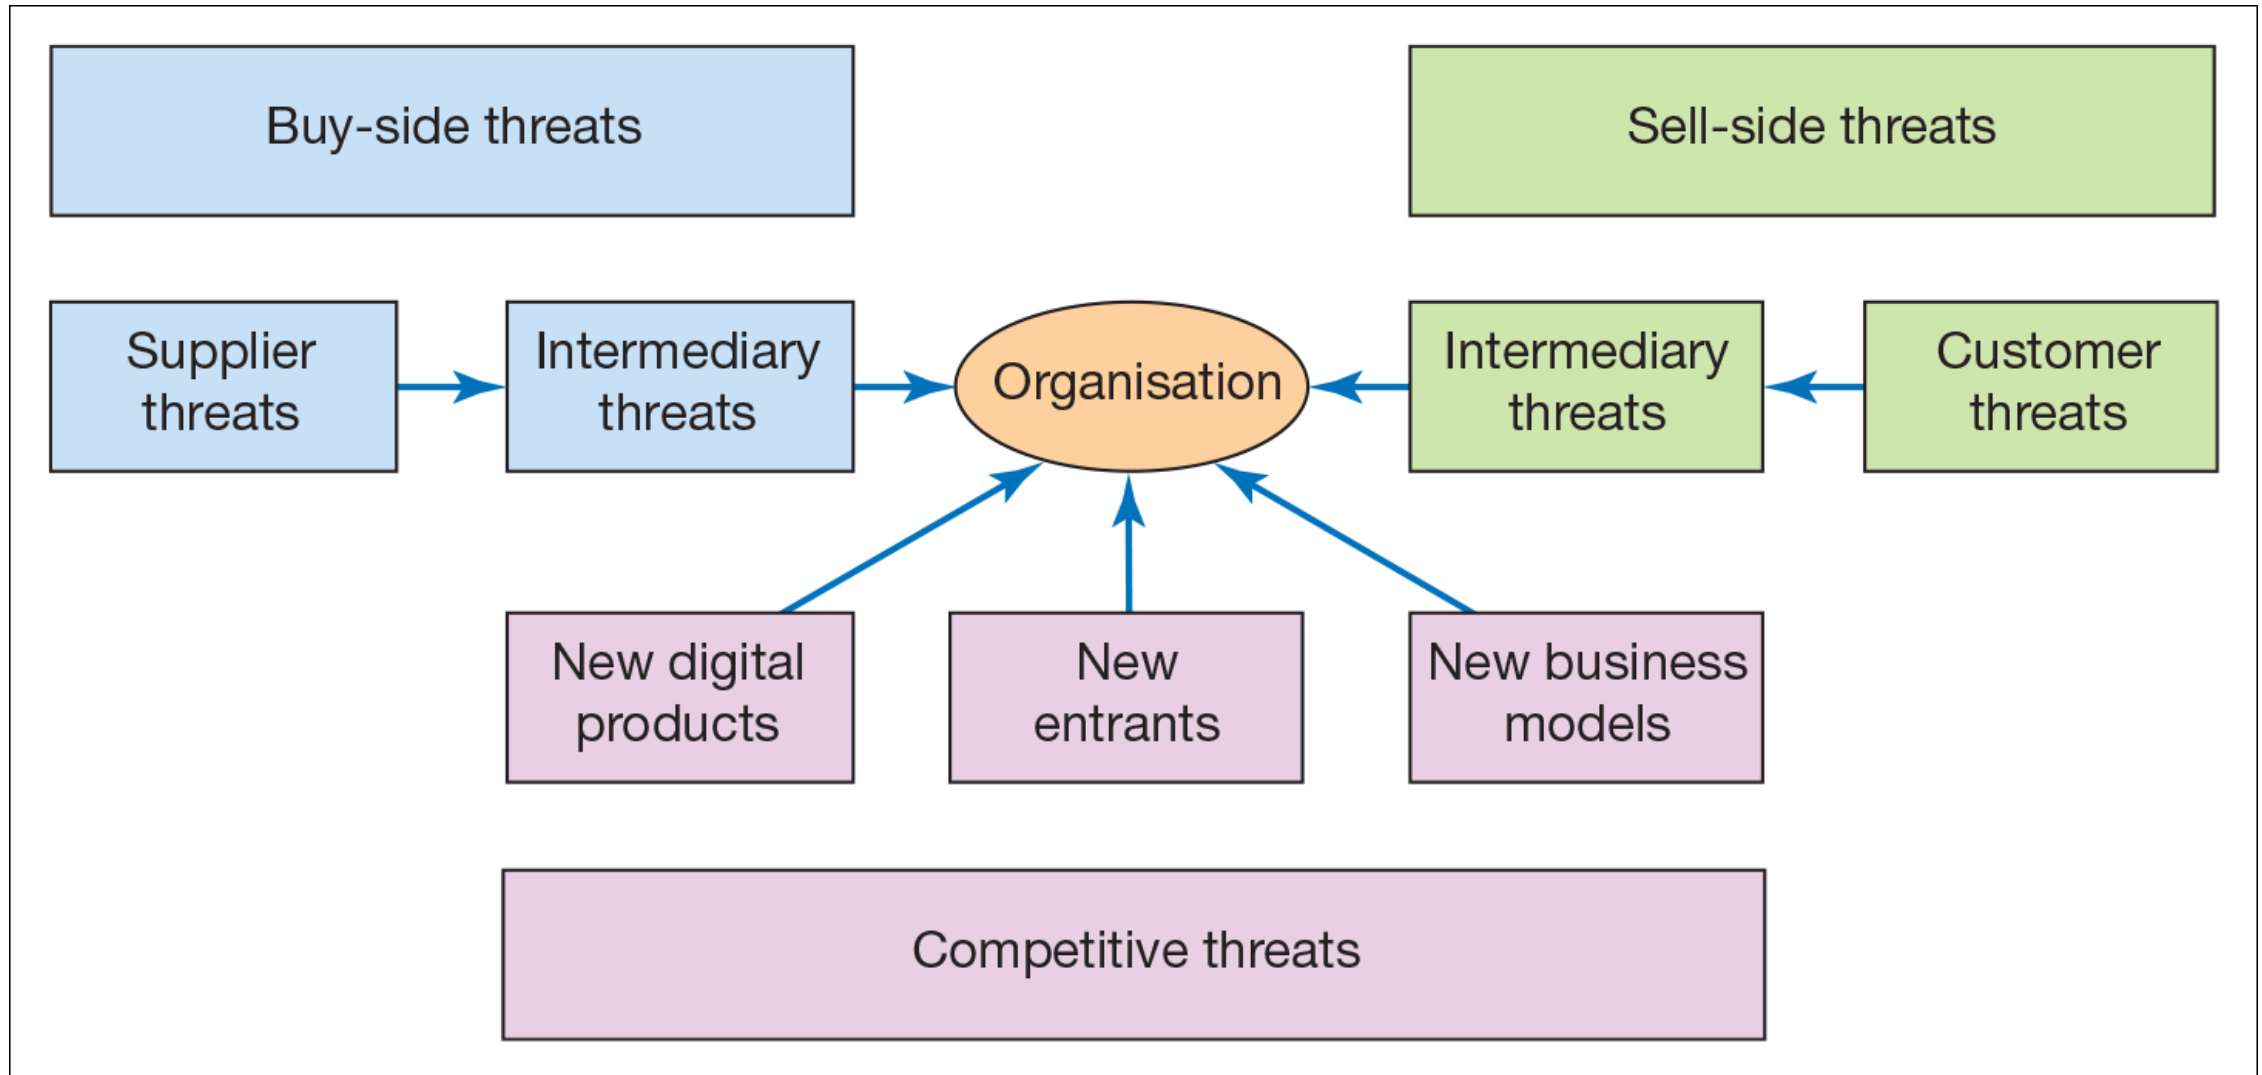 Buy-side threats
Sell-side threats
Supplier
threats
Intermediary
threats
Organisation
Intermediary
threats
Customer
threats
New digital
products
New
entrants
New business
models
Competitive threats